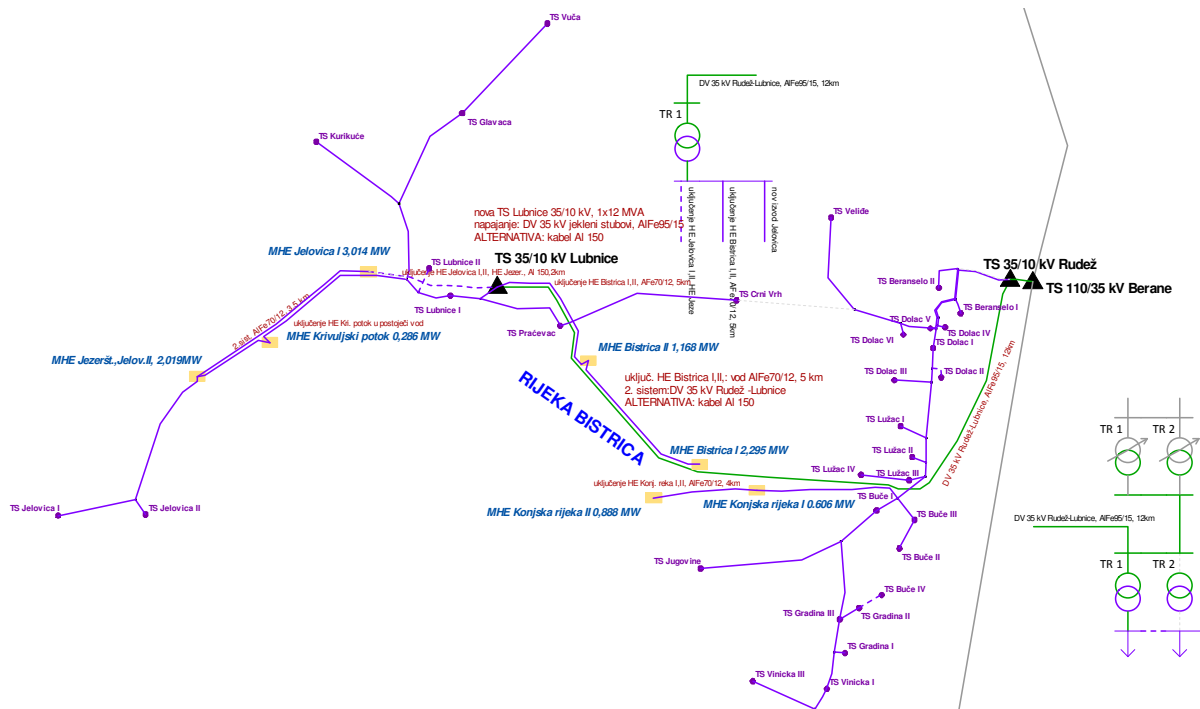 TS Vuča
DV 35 kV Rudež-Lubnice, AlFe95/15, 12km
TR 1
TS Glavaca
TS Kurikuće
uključenje HE Jelovica I,II, HE Jeze
uključenje HE Bistrica I,II, AFe70/12, 5km
nov izvod Jelovica
nova TS Lubnice 35/10 kV, 1x12 MVA
napajanje: DV 35 kV jekleni stubovi, AlFe95/15
ALTERNATIVA: kabel Al 150
TS Veliđe
MHE Jelovica I 3,014 MW
TS Lubnice II
TS 35/10 kV Lubnice
TS 35/10 kV Rudež
uključenje HE Jelovica I,II, HE Jezer., Al 150,2km
uključenje HE Bistrica I,II, AFe70/12, 5km
TS Beranselo II
TS 110/35 kV Berane
TS Lubnice I
TS Crni Vrh
TS Beranselo I
2.sist. AlFe70/12, 3,5 km
uključenje HE Kri. potok u postoječi vod
MHE Krivuljski potok 0,286 MW
TS Praćevac
TS Dolac V
TS Dolac IV
TS Dolac VI
TS Dolac I
MHE Jezeršt.,Jelov.II, 2,019MW
MHE Bistrica II 1,168 MW
TS Dolac III
TS Dolac II
RIJEKA BISTRICA
uključ. HE Bistrica I,II,: vod AlFe70/12, 5 km
2. sistem:DV 35 kV Rudež -Lubnice
ALTERNATIVA: kabel Al 150
DV 35 kV Rudež-Lubnice, AlFe95/15, 12km
TS Lužac I
TR 1
TR 2
MHE Bistrica I 2,295 MW
TS Lužac II
TS Lužac IV
TS Lužac III
uključenje HE Konj. reka I,II, AlFe70/12, 4km
TS Jelovica I
TS Jelovica II
MHE Konjska rijeka II 0,888 MW
MHE Konjska rijeka I 0.606 MW
TS Buče I
TS Buče III
DV 35 kV Rudež-Lubnice, AlFe95/15, 12km
TS Buče II
TS Jugovine
TR 1
TR 2
TS Buče IV
TS Gradina III
TS Gradina II
TS Gradina I
TS Vinicka III
TS Vinicka I